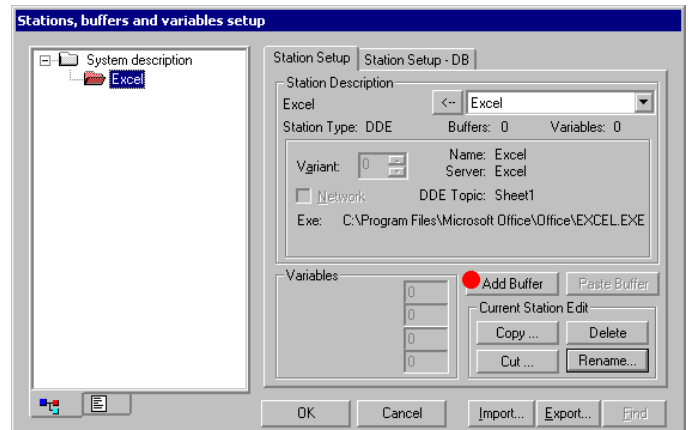 Stations, buffers and variables setup
System description
Excel
Station Setup
Station Setup - DB
Station Description
Excel
<--
Excel
Station Type: DDE
Buffers: 0
Variables: 0
Variant:
0
Name: Excel
Server: Excel
Network
DDE Topic: Sheet1
Exe: C:\Program Files\Microsoft Office\Office\EXCEL.EXE
Variables
0
0
0
0
Add Buffer
Paste Buffer
Current Station Edit
Copy ...
Delete
Cut ...
Rename...
OK
Cancel
Import...
Export...
Find